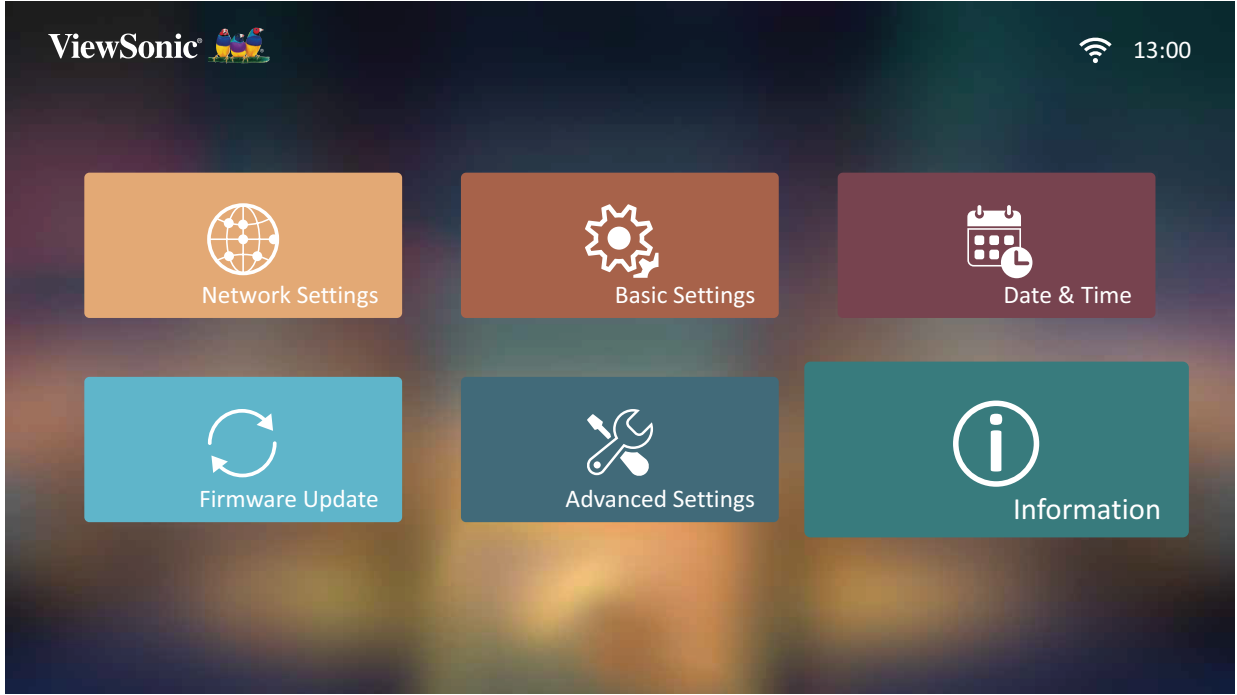 ViewSonic®
13:00
Network Settings
Basic Settings
Date & Time
Firmware Update
Advanced Settings
Information